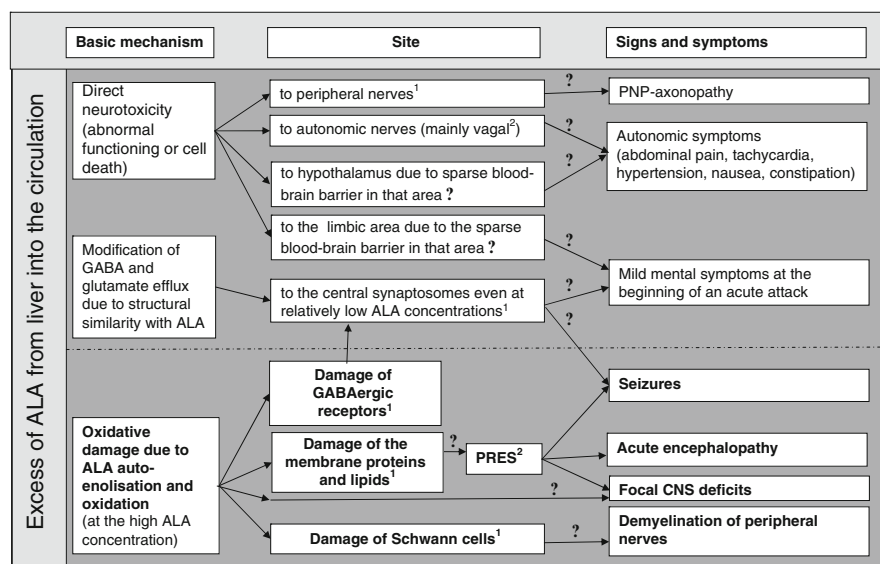 Excess of ALA from liver into the circulation
Basic mechanism
Site
Signs and symptoms
Direct
neurotoxicity
(abnormal
functioning or cell
death)
to peripheral nerves1
?
PNP-axonopathy
to autonomic nerves (mainly vagal2)
?
Autonomic symptoms
(abdominal pain, tachycardia,
hypertension, nausea, constipation)
to hypothalamus due to sparse blood-
brain barrier in that area ?
?
to the limbic area due to the sparse
blood-brain barrier in that area ?
?
Modification of
GABA and
glutamate efflux
due to structural
similarity with ALA
to the central synaptosomes even at
relatively low ALA concentrations1
?
?
Mild mental symptoms at the
beginning of an acute attack
Damage of
GABAergic
receptors1
Seizures
Oxidative
damage due to
ALA auto-
enolisation and
oxidation
(at the high ALA
concentration)
Damage of the
membrane proteins
and lipids1
?
PRES2
Acute encephalopathy
?
Focal CNS deficits
Damage of Schwann cells1
?
Demyelination of peripheral
nerves